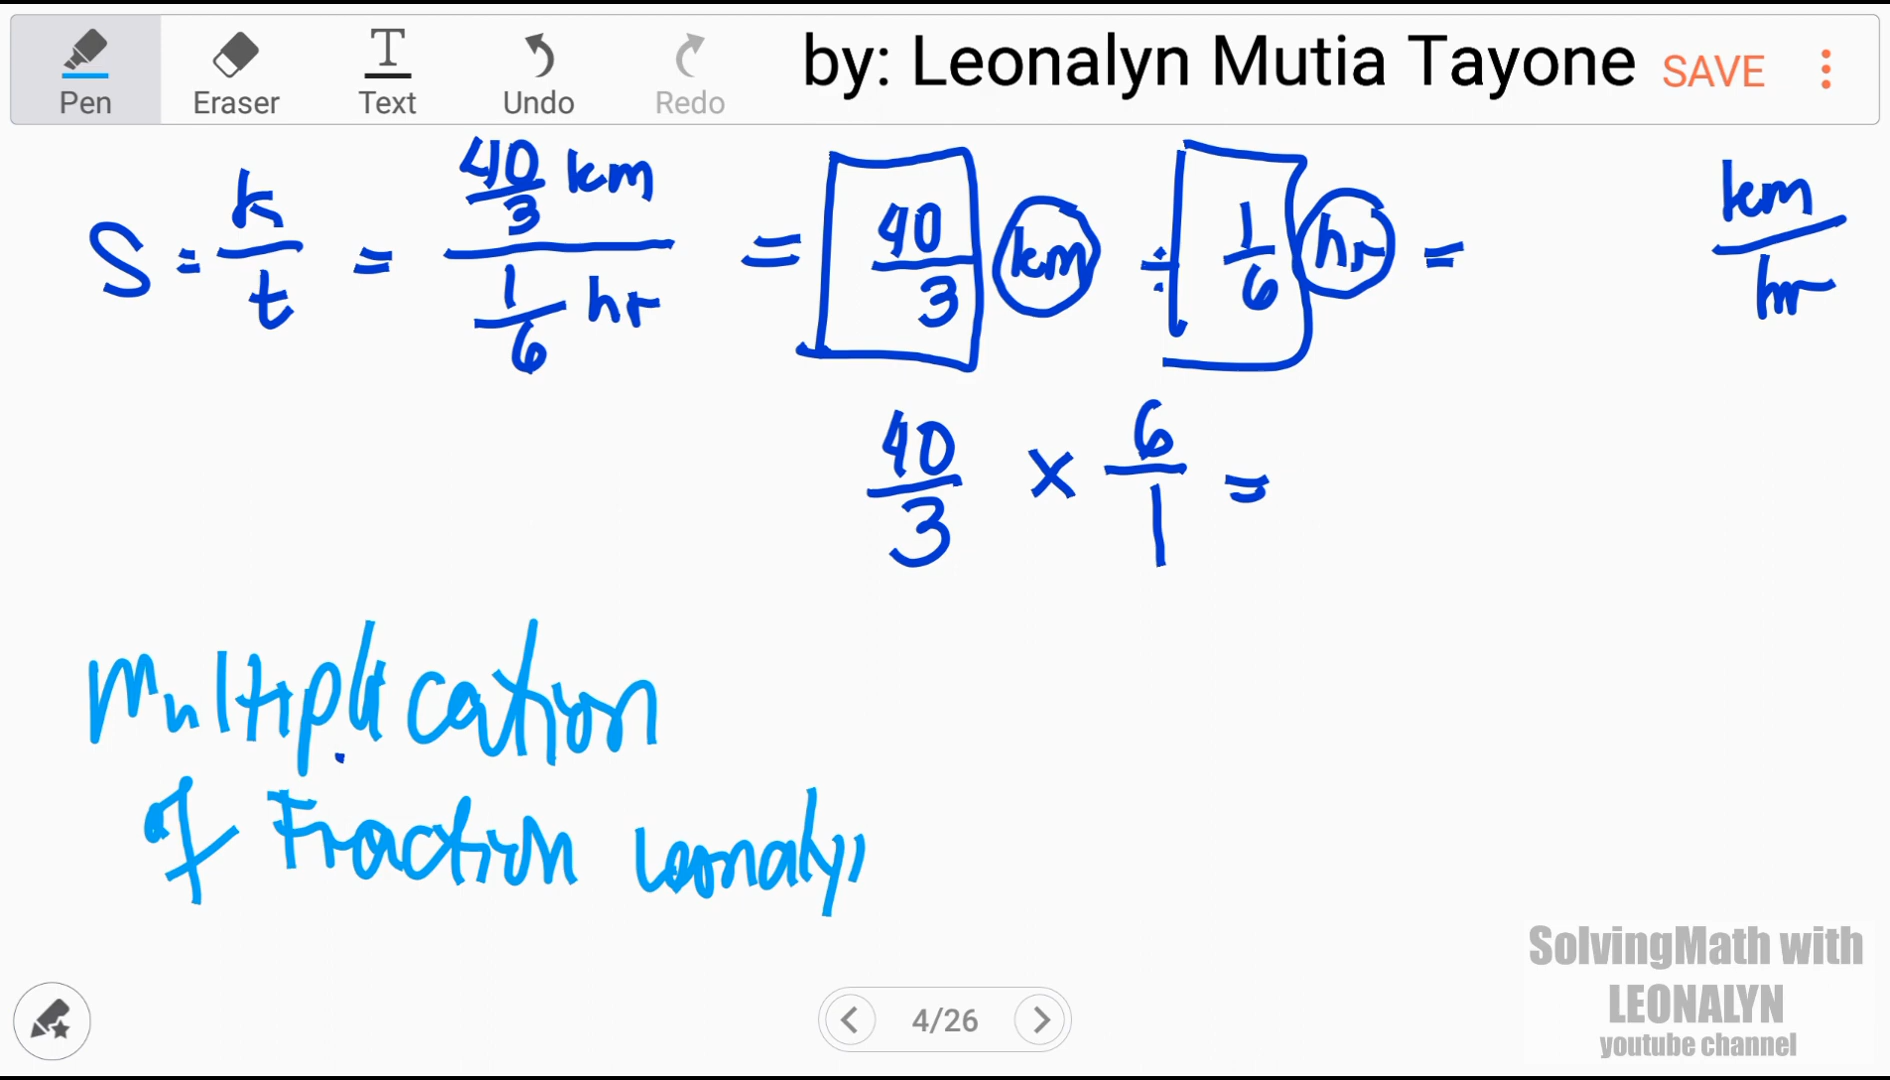 by: Leonalyn Mutia Tayone
SAVE
Pen
Eraser
Text
Undo
Redo
S = k/t = (40/3 km)/(1/6 hr) = 40/3 km ÷ 1/6 hr = km/hr
40/3 × 6/1 =
Multiplication
of Fraction Leonalyn
4/26
SolvingMath with
LEONALYN
youtube channel